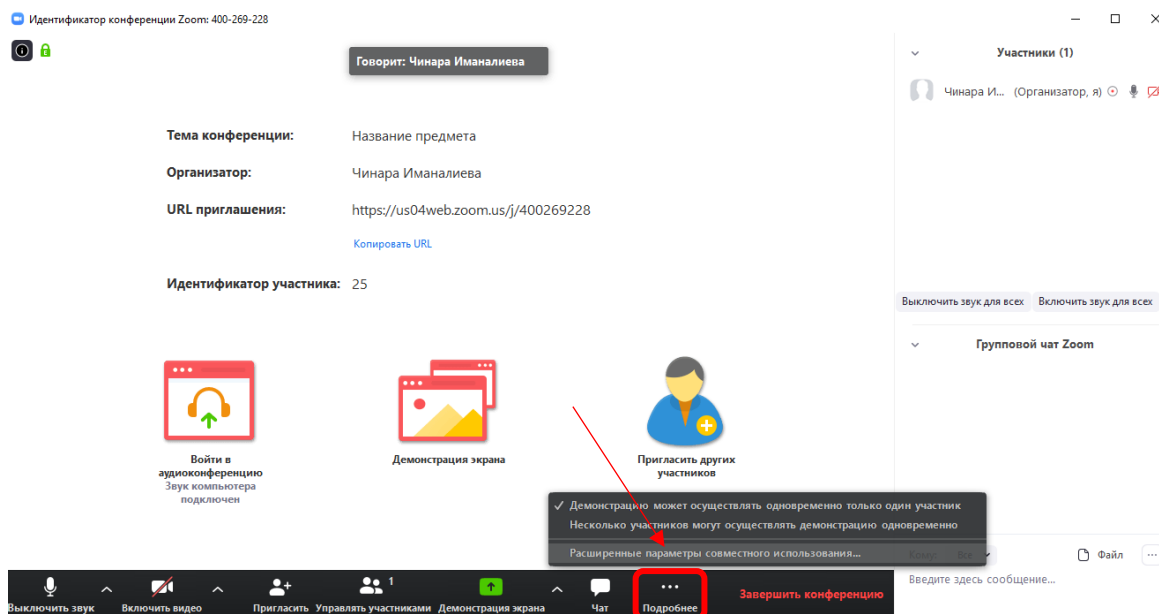 Идентификатор конференции Zoom: 400-269-228
Говорит: Чинара Иманалиева
Участники (1)
Чинара И... (Организатор, я)
Тема конференции: Название предмета
Организатор: Чинара Иманалиева
URL приглашения: https://us04web.zoom.us/j/400269228
Копировать URL
Идентификатор участника: 25
Выключить звук для всех Включить звук для всех
Групповой чат Zoom
Войти в
аудиоконференцию
Звук компьютера
подключен
Демонстрация экрана
Пригласить других
участников
Демонстрацию может осуществлять одновременно только один участник
Несколько участников могут осуществлять демонстрацию одновременно
Расширенные параметры совместного использования...
Кому: Все Файл
Введите здесь сообщение...
Выключить звук Включить видео Пригласить Управлять участниками 1 Демонстрация экрана Чат Подробнее Завершить конференцию